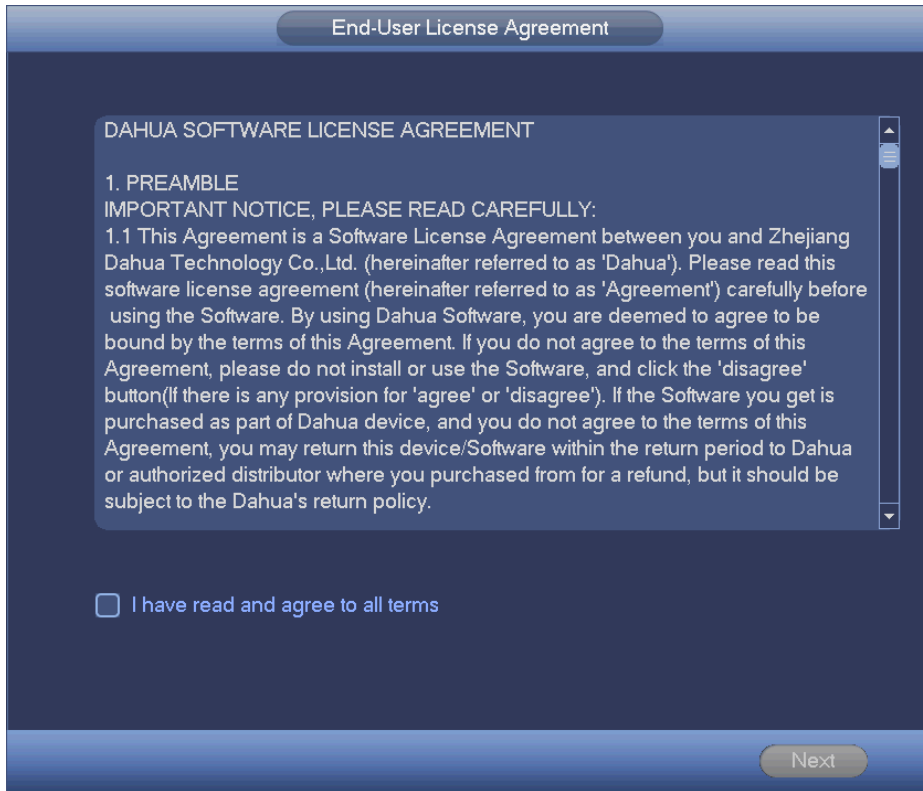 End-User License Agreement
DAHUA SOFTWARE LICENSE AGREEMENT
1. PREAMBLE
IMPORTANT NOTICE, PLEASE READ CAREFULLY:
1.1 This Agreement is a Software License Agreement between you and Zhejiang
Dahua Technology Co.,Ltd. (hereinafter referred to as 'Dahua'). Please read this
software license agreement (hereinafter referred to as 'Agreement') carefully before
using the Software. By using Dahua Software, you are deemed to agree to be
bound by the terms of this Agreement. If you do not agree to the terms of this
Agreement, please do not install or use the Software, and click the 'disagree'
button(If there is any provision for 'agree' or 'disagree'). If the Software you get is
purchased as part of Dahua device, and you do not agree to the terms of this
Agreement, you may return this device/Software within the return period to Dahua
or authorized distributor where you purchased from for a refund, but it should be
subject to the Dahua's return policy.
I have read and agree to all terms
Next